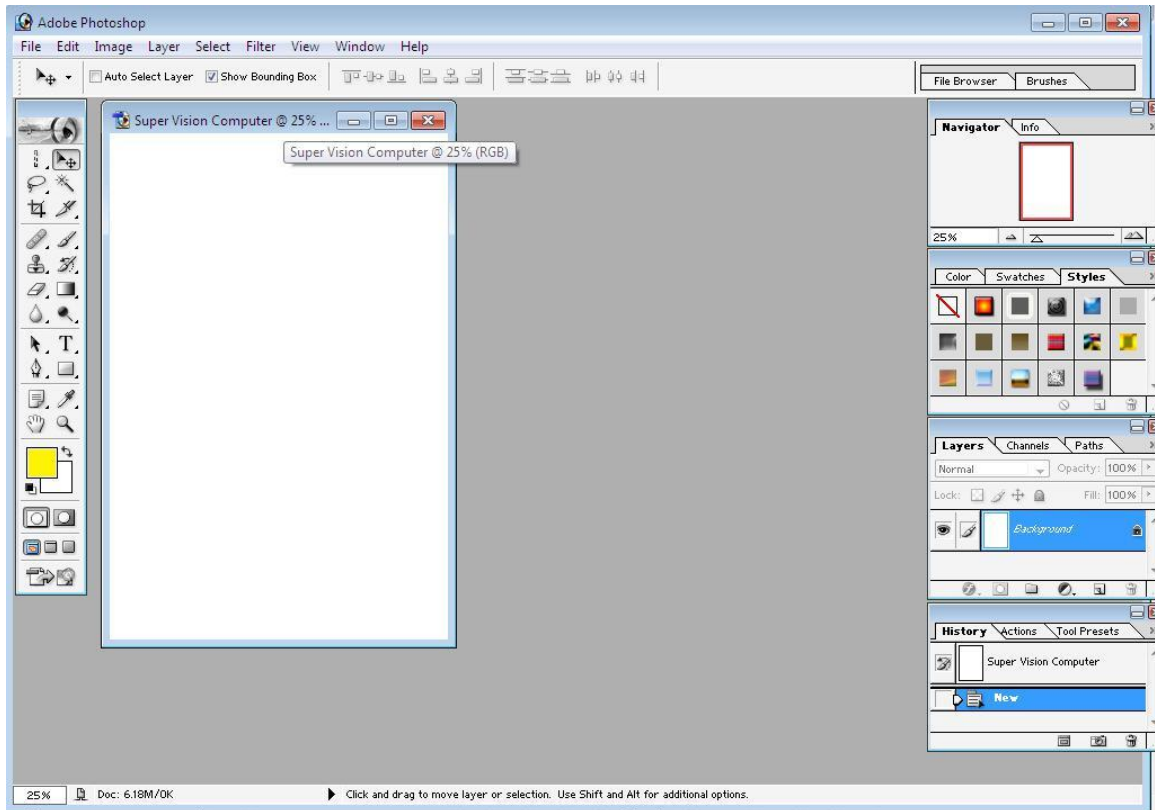 Adobe Photoshop
File Edit Image Layer Select Filter View Window Help
Auto Select Layer Show Bounding Box
File Browser Brushes
Super Vision Computer @ 25% ...
Super Vision Computer @ 25% (RGB)
Navigator Info
25%
Color Swatches Styles
Layers Channels Paths
Normal Opacity: 100%
Lock: Fill: 100%
Background
History Actions Tool Presets
Super Vision Computer
New
25% Doc: 6.18M/0K Click and drag to move layer or selection. Use Shift and Alt for additional options.